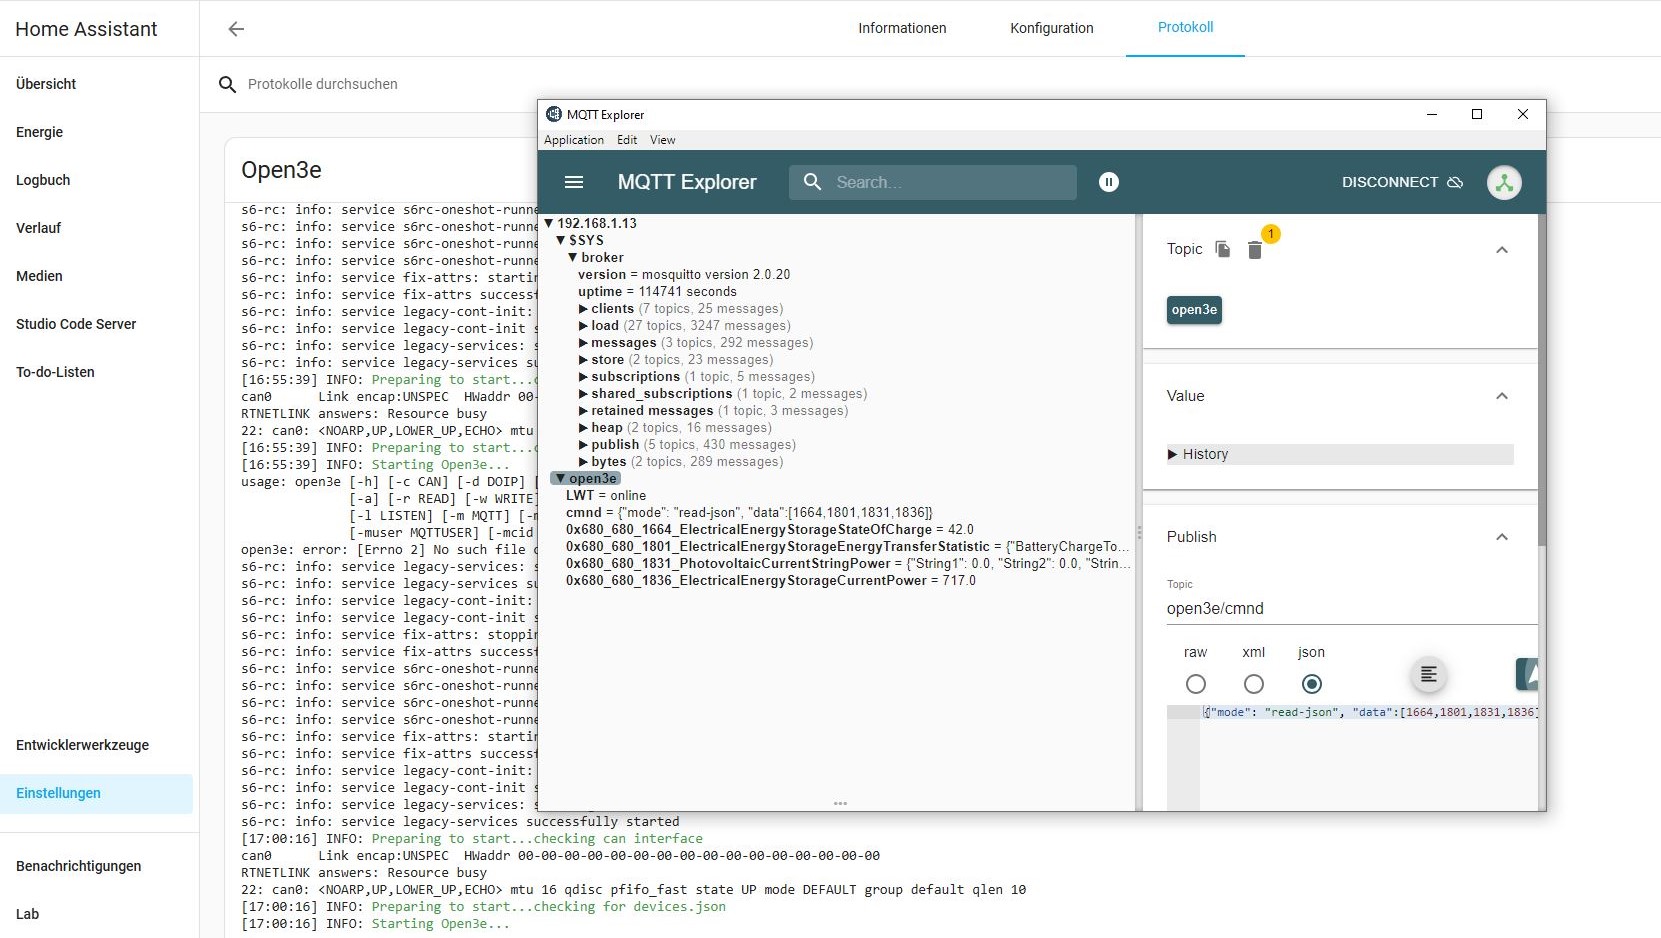 Home Assistant
Informationen
Konfiguration
Protokoll
Übersicht
Energie
Logbuch
Verlauf
Medien
Studio Code Server
To-do-Listen
Entwicklerwerkzeuge
Einstellungen
Benachrichtigungen
Lab
Protokolle durchsuchen
Open3e
s6-rc: info: service s6rc-oneshot-runne
s6-rc: info: service s6rc-oneshot-runne
s6-rc: info: service s6rc-oneshot-runne
s6-rc: info: service s6rc-oneshot-runne
s6-rc: info: service fix-attrs: startin
s6-rc: info: service fix-attrs successf
s6-rc: info: service legacy-cont-init:
s6-rc: info: service legacy-cont-init s
s6-rc: info: service legacy-services: s
s6-rc: info: service legacy-services su
[16:55:39] INFO: Preparing to start...c
can0      Link encap:UNSPEC  HWaddr 00-
RTNETLINK answers: Resource busy
22: can0: <NOARP,UP,LOWER_UP,ECHO> mtu
[16:55:39] INFO: Preparing to start...c
[16:55:39] INFO: Starting Open3e...
usage: open3e [-h] [-c CAN] [-d DOIP] [
[-a] [-r READ] [-w WRITE]
[-l LISTEN] [-m MQTT] [-m
[-muser MQTTUSER] [-mcid
open3e: error: [Errno 2] No such file o
s6-rc: info: service legacy-services: s
s6-rc: info: service legacy-services su
s6-rc: info: service legacy-cont-init:
s6-rc: info: service legacy-cont-init s
s6-rc: info: service fix-attrs: stoppin
s6-rc: info: service fix-attrs successf
s6-rc: info: service s6rc-oneshot-runne
s6-rc: info: service s6rc-oneshot-runne
s6-rc: info: service s6rc-oneshot-runne
s6-rc: info: service s6rc-oneshot-runne
s6-rc: info: service fix-attrs: startin
s6-rc: info: service fix-attrs successf
s6-rc: info: service legacy-cont-init:
s6-rc: info: service legacy-cont-init s
s6-rc: info: service legacy-services: s
s6-rc: info: service legacy-services successfully started
[17:00:16] INFO: Preparing to start...checking can interface
can0      Link encap:UNSPEC  HWaddr 00-00-00-00-00-00-00-00-00-00-00-00-00-00-00-00
RTNETLINK answers: Resource busy
22: can0: <NOARP,UP,LOWER_UP,ECHO> mtu 16 qdisc pfifo_fast state UP mode DEFAULT group default qlen 10
[17:00:16] INFO: Preparing to start...checking for devices.json
[17:00:16] INFO: Starting Open3e...
MQTT Explorer
Application Edit View
MQTT Explorer
Search...
DISCONNECT
192.168.1.13
$SYS
broker
version = mosquitto version 2.0.20
uptime = 114741 seconds
clients (7 topics, 25 messages)
load (27 topics, 3247 messages)
messages (3 topics, 292 messages)
store (2 topics, 23 messages)
subscriptions (1 topic, 5 messages)
shared_subscriptions (1 topic, 2 messages)
retained messages (1 topic, 3 messages)
heap (2 topics, 16 messages)
publish (5 topics, 430 messages)
bytes (2 topics, 289 messages)
open3e
LWT = online
cmnd = {"mode": "read-json", "data":[1664,1801,1831,1836]}
0x680_680_1664_ElectricalEnergyStorageStateOfCharge = 42.0
0x680_680_1801_ElectricalEnergyStorageEnergyTransferStatistic = {"BatteryChargeTo...
0x680_680_1831_PhotovoltaicCurrentStringPower = {"String1": 0.0, "String2": 0.0, "Strin...
0x680_680_1836_ElectricalEnergyStorageCurrentPower = 717.0
Topic
1
open3e
Value
History
Publish
Topic
open3e/cmnd
raw xml json
{"mode": "read-json", "data":[1664,1801,1831,1836]